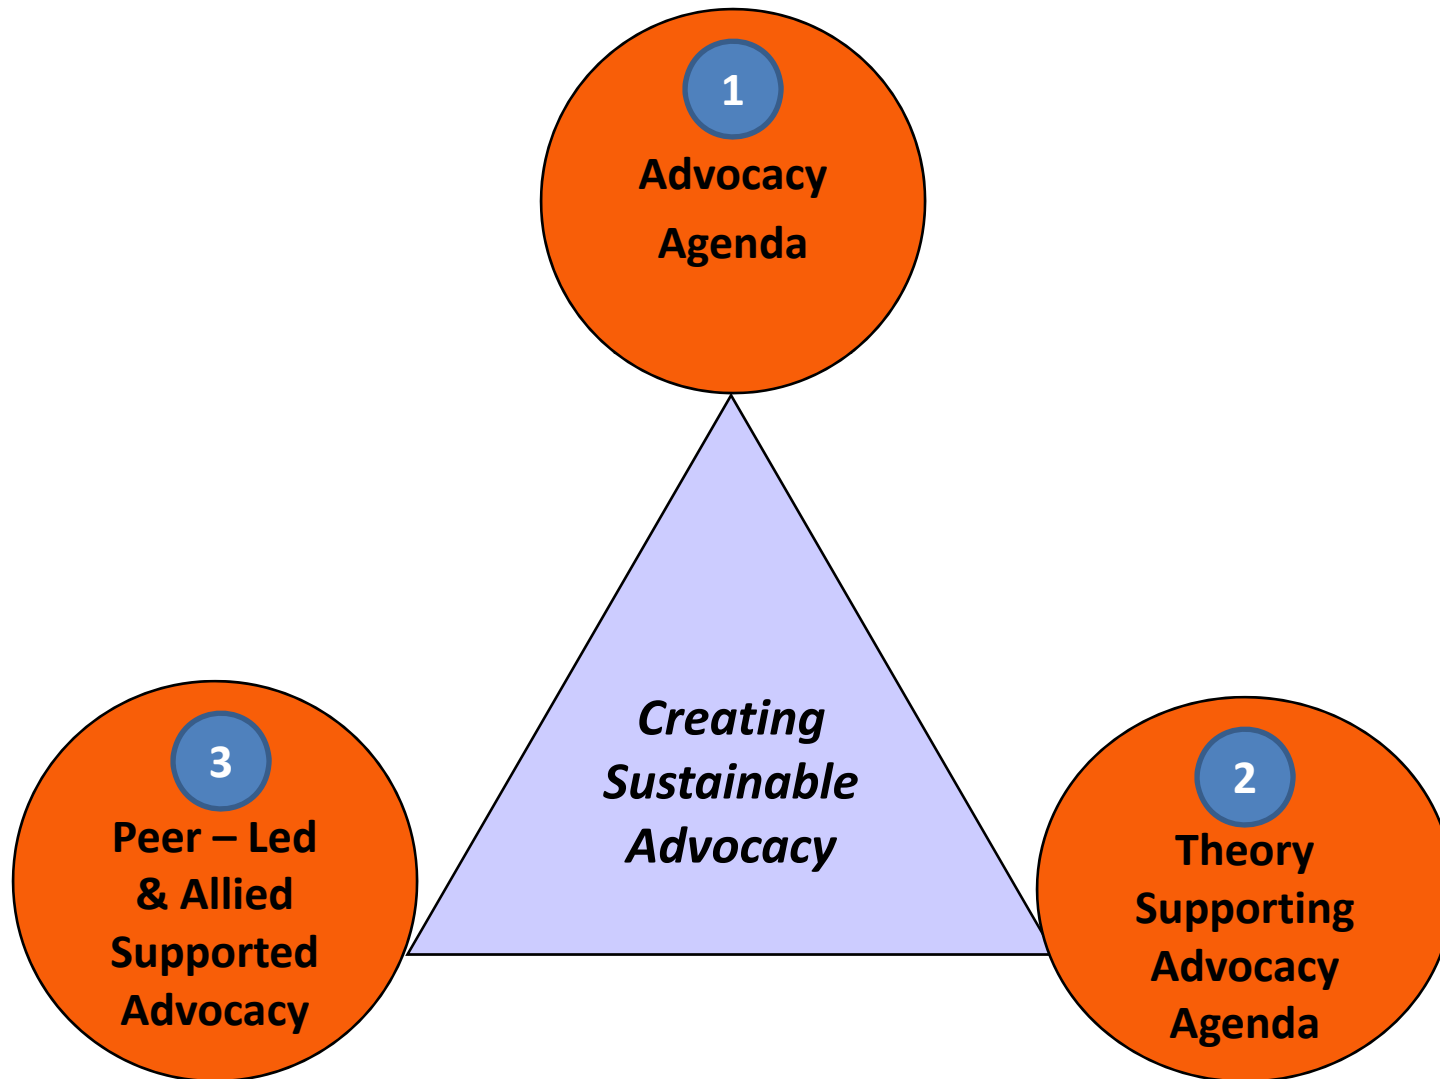 1
Advocacy
Agenda
Creating
Sustainable
Advocacy
3
Peer – Led
& Allied
Supported
Advocacy
2
Theory
Supporting
Advocacy
Agenda